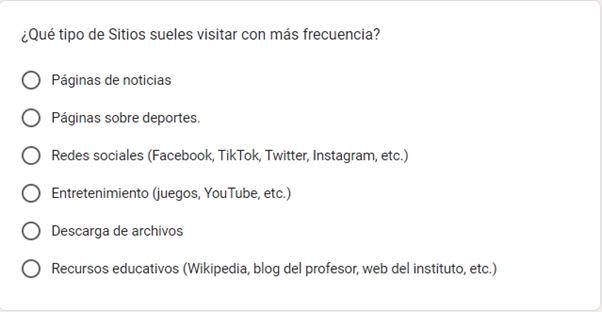 ¿Qué tipo de Sitios sueles visitar con más frecuencia?
Páginas de noticias
Páginas sobre deportes.
Redes sociales (Facebook, TikTok, Twitter, Instagram, etc.)
Entretenimiento (juegos, YouTube, etc.)
Descarga de archivos
Recursos educativos (Wikipedia, blog del profesor, web del instituto, etc.)